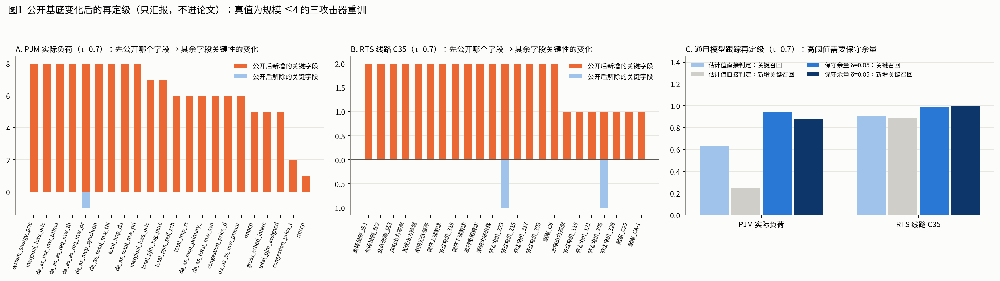 图1 公开基底变化后的再定级（只汇报，不进论文）：真值为规模 ≤4 的三攻击器重训
A. PJM 实际负荷（τ=0.7）：先公开哪个字段 → 其余字段关键性的变化
公开后新增的关键字段
公开后解除的关键字段
8
6
4
2
0
system_energy_pric
marginal_loss_pric
da_as_nsr_mw_prima
da_as_as_req_mw_th
da_as_as_req_mw_pr
da_as_mcp_synchron
da_as_total_mw_thi
total_lmp_da
da_as_total_mw_pri
marginal_loss_pric
total_pjm_reg_purc
total_pjm_self_sch
total_lmp_rt
da_as_mcp_primary_
da_as_total_mw_syn
congestion_price_d
da_as_ss_mw_primar
rmpcp
gross_sched_interc
total_pjm_assigned
congestion_price_r
rmccp
B. RTS 线路 C35（τ=0.7）：先公开哪个字段 → 其余字段关键性的变化
公开后新增的关键字段
公开后解除的关键字段
2.0
1.5
1.0
0.5
0.0
-0.5
-1.0
负荷预测_区1
负荷预测_区2
负荷预测_区3
风电出力预测
光伏出力预测
屋顶光伏预测
调节上调需求
节点电价_318
调节下调需求
旋转备用需求
系统电能价格
节点电价_223
节点电价_215
节点电价_317
节点电价_303
阻塞_C6
水电出力预测
节点电价_116
节点电价_121
节点电价_309
节点电价_325
阻塞_C29
阻塞_CA-1
C. 通用模型跟踪再定级（τ=0.7）：高阈值需要保守余量
估计值直接判定：关键召回
估计值直接判定：新增关键召回
保守余量 δ=0.05：关键召回
保守余量 δ=0.05：新增关键召回
1.4
1.2
1.0
0.8
0.6
0.4
0.2
0.0
PJM 实际负荷
RTS 线路 C35